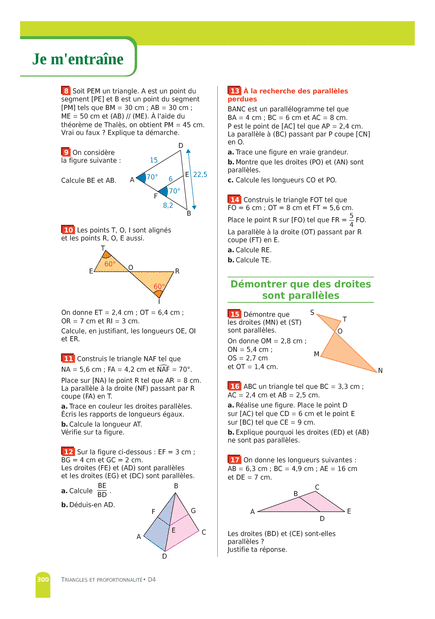 Je m'entraîne
8 Soit PEM un triangle. A est un point du
segment [PE] et B est un point du segment
[PM] tels que BM = 30 cm ; AB = 30 cm ;
ME = 50 cm et (AB) // (ME). A l'aide du
théorème de Thalès, on obtient PM = 45 cm.
Vrai ou faux ? Explique ta démarche.
9 On considère
la figure suivante :
Calcule BE et AB.
D
15
E
22,5
A
70°
6
F
70°
8,2
B
10 Les points T, O, I sont alignés
et les points R, O, E aussi.
T
60°
E
O
R
60°
I
On donne ET = 2,4 cm ; OT = 6,4 cm ;
OR = 7 cm et RI = 3 cm.
Calcule, en justifiant, les longueurs OE, OI
et ER.
11 Construis le triangle NAF tel que
NA = 5,6 cm ; FA = 4,2 cm et NAF = 70°.
Place sur [NA) le point R tel que AR = 8 cm.
La parallèle à la droite (NF) passant par R
coupe (FA) en T.
a. Trace en couleur les droites parallèles.
Écris les rapports de longueurs égaux.
b. Calcule la longueur AT.
Vérifie sur ta figure.
12 Sur la figure ci-dessous : EF = 3 cm ;
BG = 4 cm et GC = 2 cm.
Les droites (FE) et (AD) sont parallèles
et les droites (EG) et (DC) sont parallèles.
a. Calcule BE/BD .
b. Déduis-en AD.
B
F
G
E
C
A
D
13 À la recherche des parallèles
perdues
BANC est un parallélogramme tel que
BA = 4 cm ; BC = 6 cm et AC = 8 cm.
P est le point de [AC] tel que AP = 2,4 cm.
La parallèle à (BC) passant par P coupe [CN]
en O.
a. Trace une figure en vraie grandeur.
b. Montre que les droites (PO) et (AN) sont
parallèles.
c. Calcule les longueurs CO et PO.
14 Construis le triangle FOT tel que
FO = 6 cm ; OT = 8 cm et FT = 5,6 cm.
Place le point R sur [FO) tel que FR = 5/4 FO.
La parallèle à la droite (OT) passant par R
coupe (FT) en E.
a. Calcule RE.
b. Calcule TE.
Démontrer que des droites
sont parallèles
15 Démontre que
les droites (MN) et (ST)
sont parallèles.
On donne OM = 2,8 cm ;
ON = 5,4 cm ;
OS = 2,7 cm
et OT = 1,4 cm.
S
T
O
M
N
16 ABC un triangle tel que BC = 3,3 cm ;
AC = 2,4 cm et AB = 2,5 cm.
a. Réalise une figure. Place le point D
sur [AC) tel que CD = 6 cm et le point E
sur [BC) tel que CE = 9 cm.
b. Explique pourquoi les droites (ED) et (AB)
ne sont pas parallèles.
17 On donne les longueurs suivantes :
AB = 6,3 cm ; BC = 4,9 cm ; AE = 16 cm
et DE = 7 cm.
C
B
A
E
D
Les droites (BD) et (CE) sont-elles
parallèles ?
Justifie ta réponse.
300 TRIANGLES ET PROPORTIONNALITÉ • D4